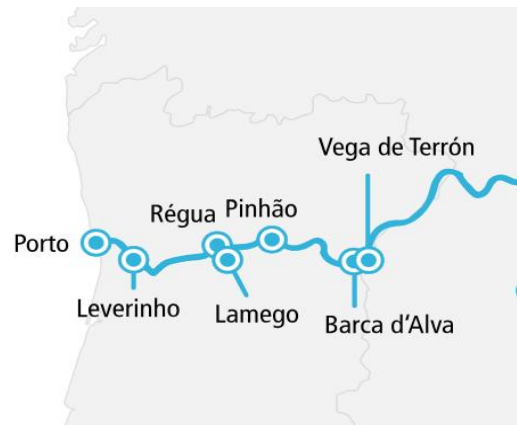 Vega de Terrón
Régua
Pinhão
Porto
Leverinho
Lamego
Barca d’Alva